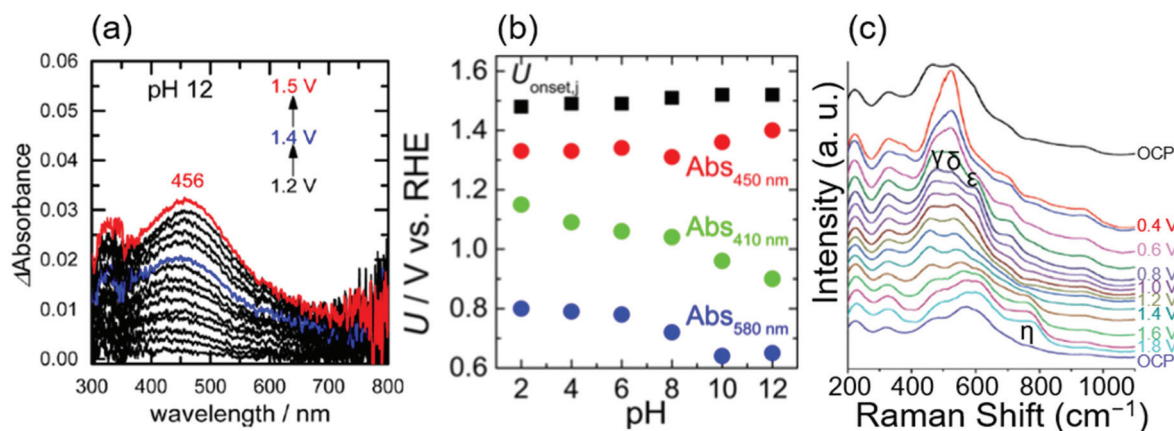 (a)
ΔAbsorbance
0.06
0.05
0.04
0.03
0.02
0.01
0.00
pH 12
1.5 V
1.4 V
1.2 V
456
300 400 500 600 700 800
wavelength / nm
(b)
U / V vs. RHE
1.6
1.4
1.2
1.0
0.8
0.6
Uonset,j
Abs450 nm
Abs410 nm
Abs580 nm
2 4 6 8 10 12
pH
(c)
Intensity (a. u.)
γ δ ε
η
OCP
0.4 V
0.6 V
0.8 V
1.0 V
1.2 V
1.4 V
1.6 V
1.8 V
OCP
200 400 600 800 1000
Raman Shift (cm⁻¹)